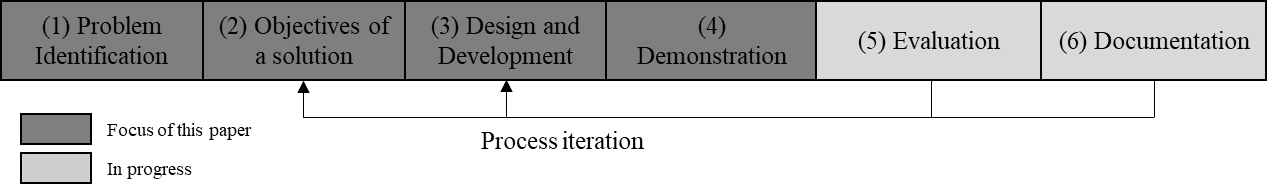 (1) Problem
Identification
(2) Objectives of
a solution
(3) Design and
Development
(4)
Demonstration
(5) Evaluation
(6) Documentation
Process iteration
Focus of this paper
In progress